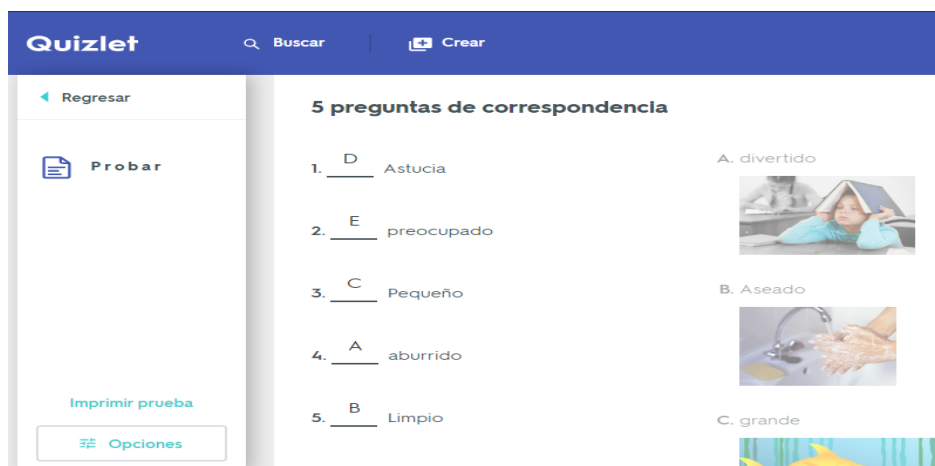 Quizlet
Buscar
Crear
Regresar
Probar
Imprimir prueba
Opciones
5 preguntas de correspondencia
1. D Astucia
2. E preocupado
3. C Pequeño
4. A aburrido
5. B Limpio
A. divertido
B. Aseado
C. grande